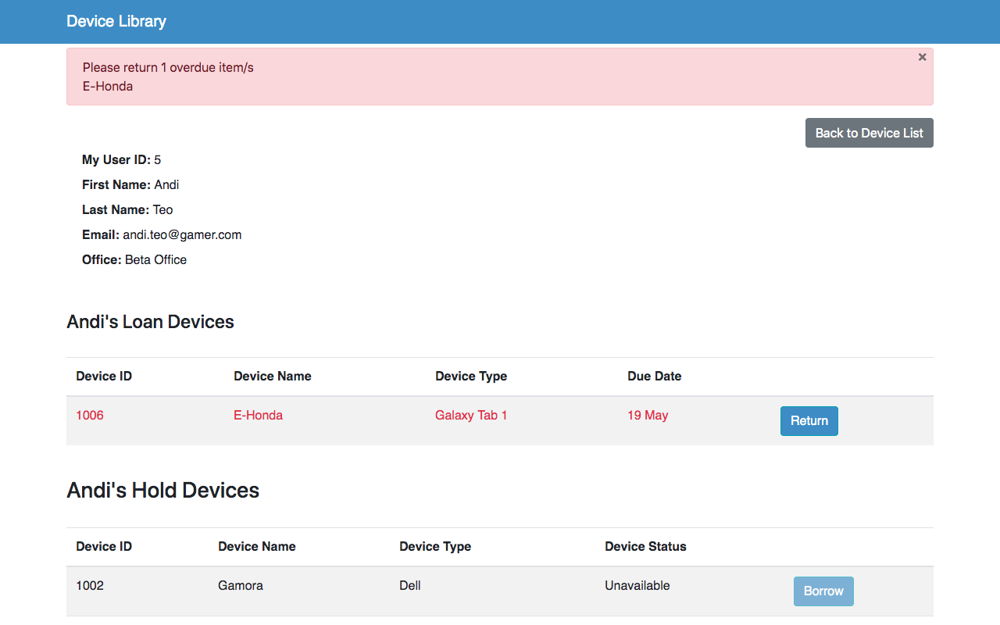 Device Library
Please return 1 overdue item/s
×
E-Honda
Back to Device List
My User ID: 5
First Name: Andi
Last Name: Teo
Email: andi.teo@gamer.com
Office: Beta Office
Andi's Loan Devices
Device ID Device Name Device Type Due Date
1006 E-Honda Galaxy Tab 1 19 May Return
Andi's Hold Devices
Device ID Device Name Device Type Device Status
1002 Gamora Dell Unavailable Borrow